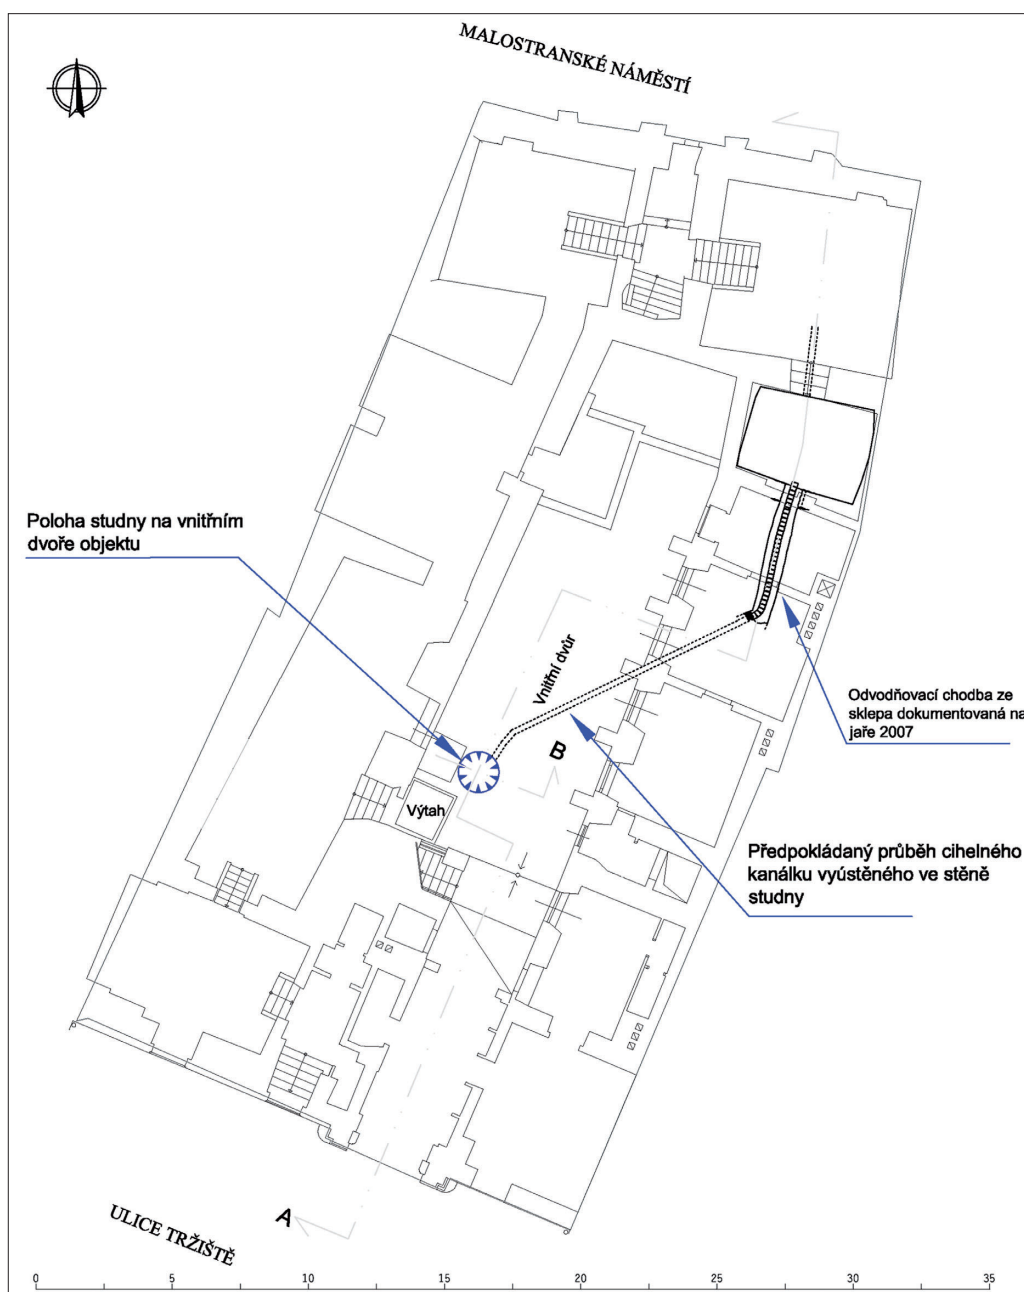 MALOSTRANSKÉ NÁMĚSTÍ
Poloha studny na vnitřním
dvoře objektu
Vnitřní dvůr
Odvodňovací chodba ze
sklepa dokumentovaná na
jaře 2007
B
Výtah
Předpokládaný průběh cihelného
kanálku vyústěného ve stěně
studny
A
ULICE TRŽIŠTĚ
0 5 10 15 20 25 30 35